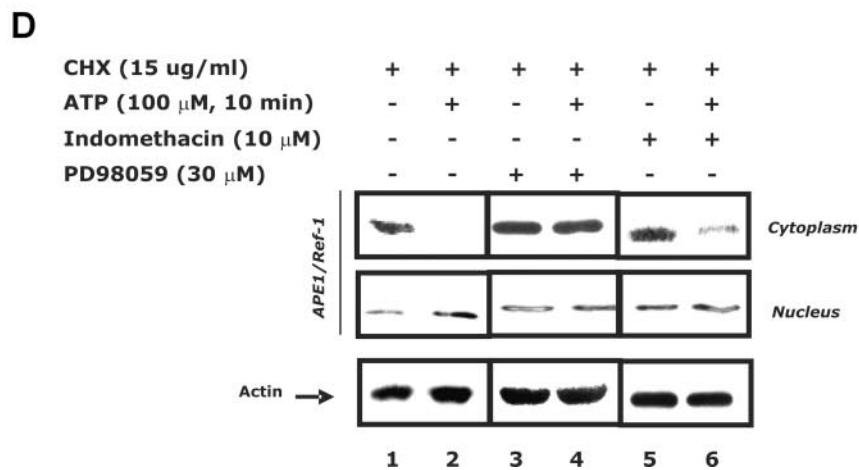 D
CHX (15 ug/ml) + + + + + +
ATP (100 μM, 10 min) - + - + - +
Indomethacin (10 μM) - - - - + +
PD98059 (30 μM) - - + + - -
APE1/Ref-1
Cytoplasm
Nucleus
Actin
1 2 3 4 5 6